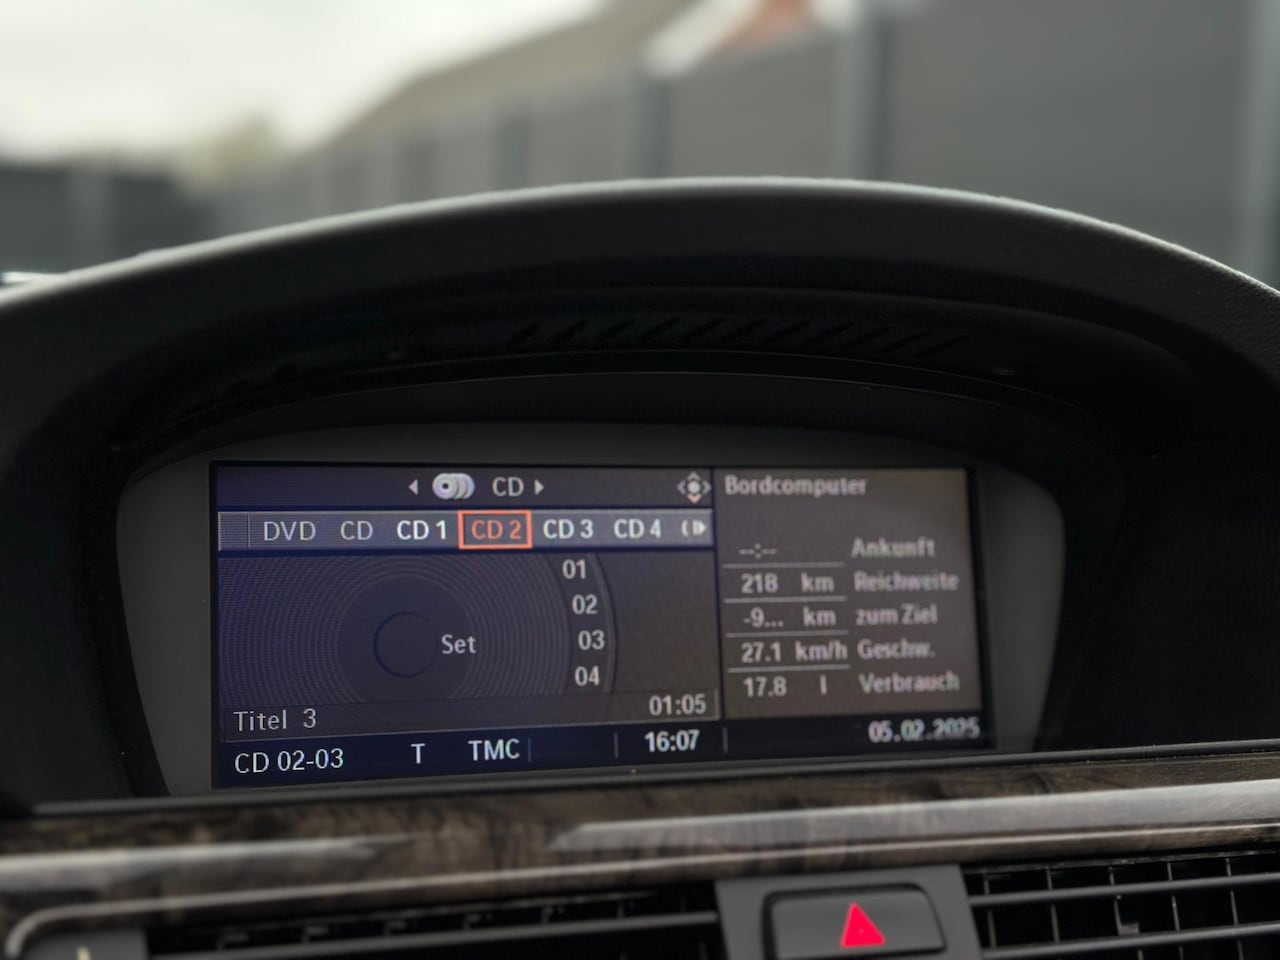 CD
DVD CD CD 1 CD 2 CD 3 CD 4
01
02
Set 03
04
Titel 3 01:05
CD 02-03 T TMC 16:07
Bordcomputer
--:-- Ankunft
218 km Reichweite
-9... km zum Ziel
27.1 km/h Geschw.
17.8 l Verbrauch
05.02.2025